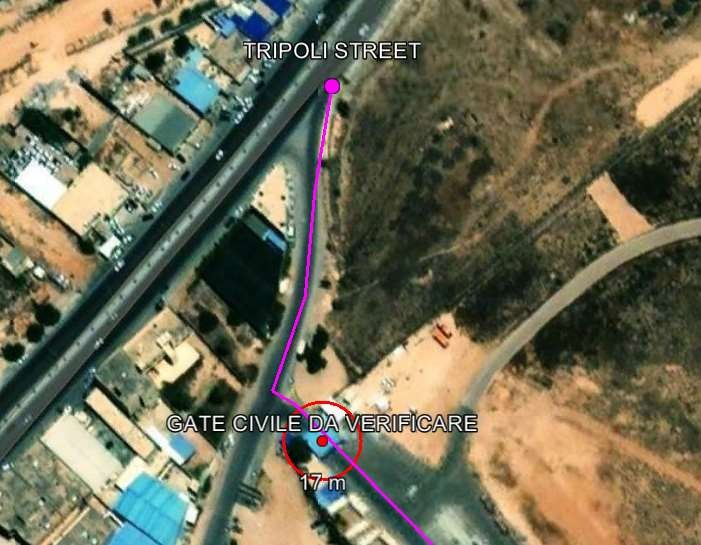 TRIPOLI STREET
GATE CIVILE DA VERIFICARE
17 m